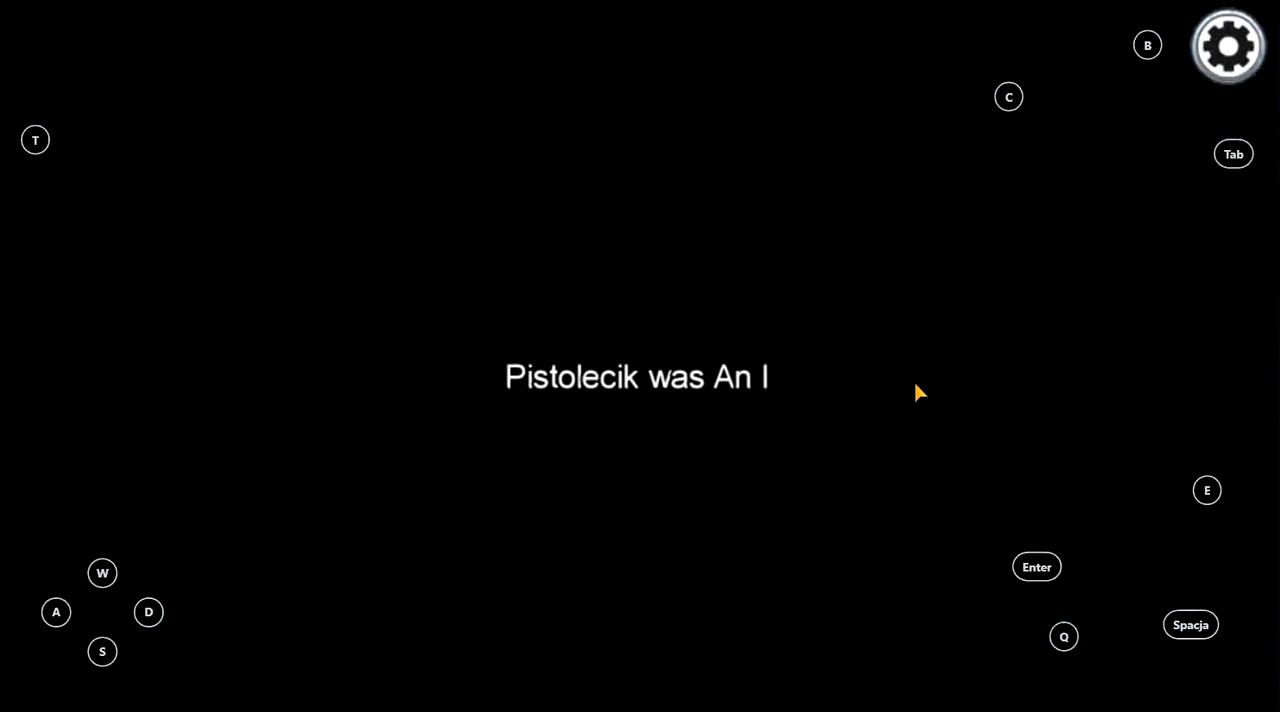 B
C
T
Tab
Pistolecik was An I
E
W
Enter
A
D
Spacja
Q
S